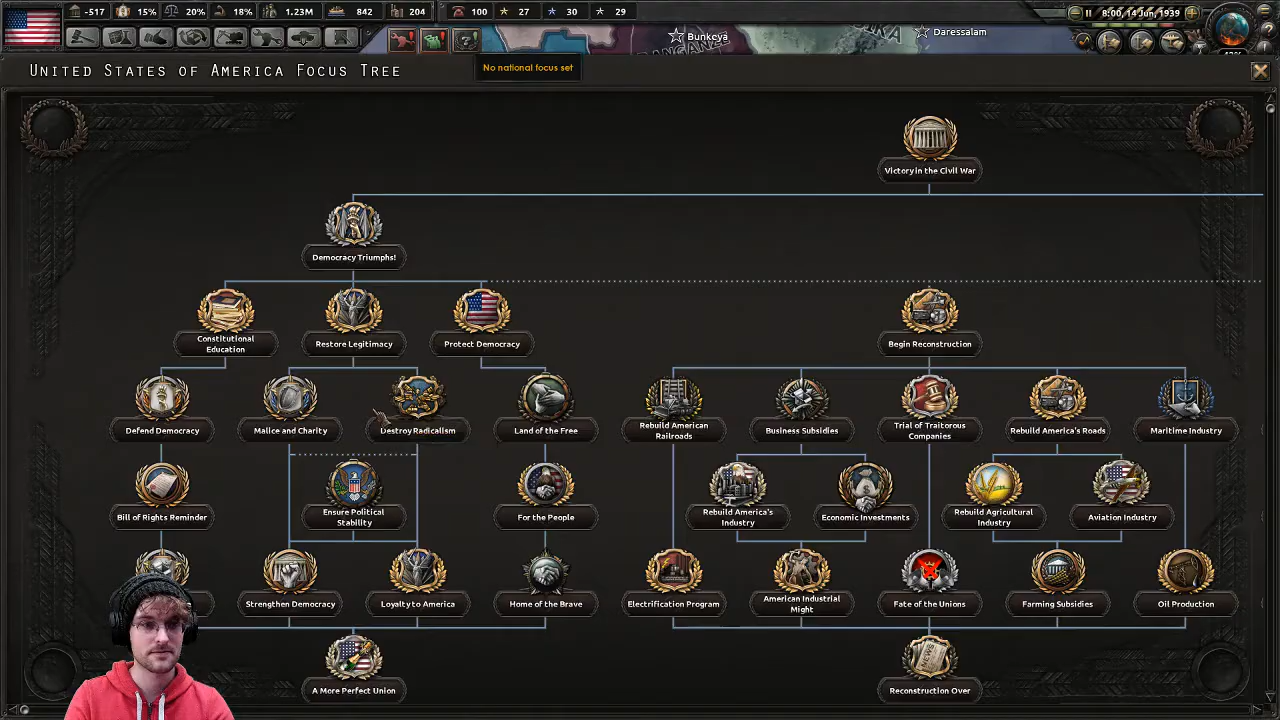 -517
15%
20%
18%
1.23M
842
204
100
27
30
29
8:00, 14 Jun, 1939
Bunkeya
Daressalam
No national focus set
United States of America Focus Tree
Victory in the Civil War
Democracy Triumphs!
Constitutional
Education
Restore Legitimacy
Protect Democracy
Begin Reconstruction
Defend Democracy
Malice and Charity
Destroy Radicalism
Land of the Free
Rebuild American
Railroads
Business Subsidies
Trial of Traitorous
Companies
Rebuild America's Roads
Maritime Industry
Bill of Rights Reminder
Ensure Political
Stability
For the People
Rebuild America's
Industry
Economic Investments
Rebuild Agricultural
Industry
Aviation Industry
Strengthen Democracy
Loyalty to America
Home of the Brave
Electrification Program
American Industrial
Might
Fate of the Unions
Farming Subsidies
Oil Production
A More Perfect Union
Reconstruction Over